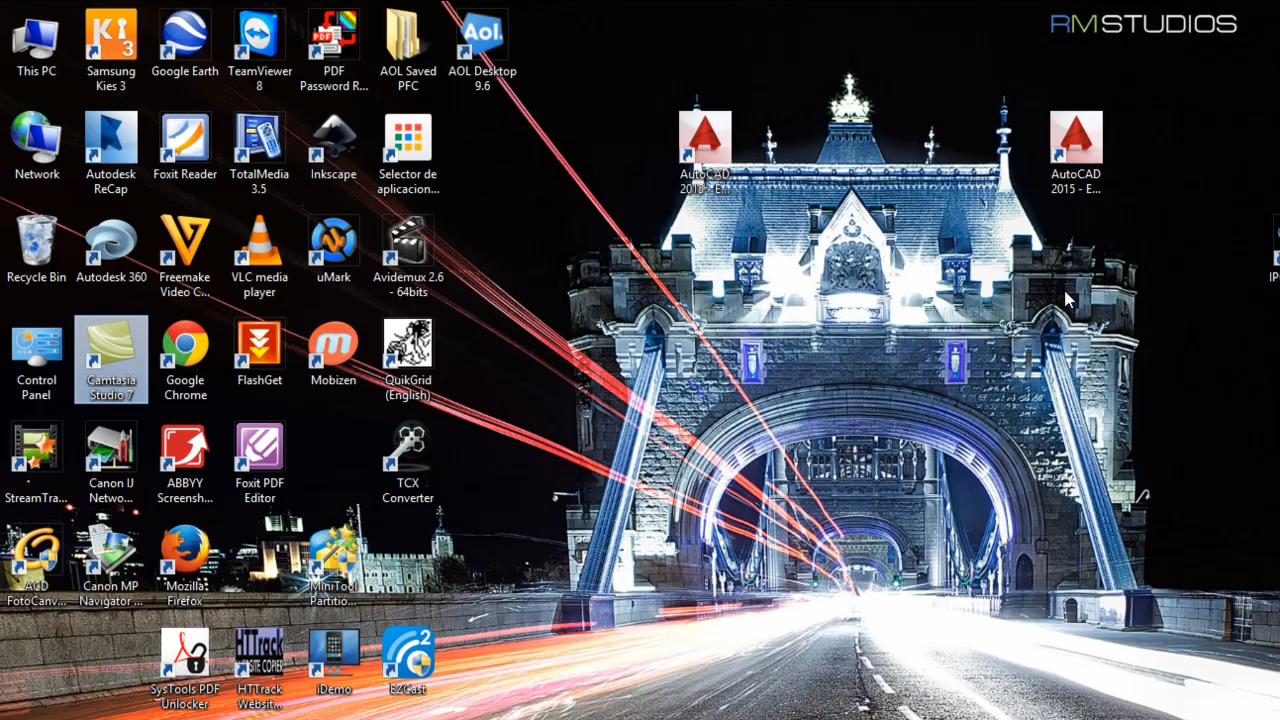 RMSTUDIOS
This PC
Samsung
Kies 3
Google Earth
TeamViewer
8
PDF
Password R...
AOL Saved
PFC
AOL Desktop
9.6
Network
Autodesk
ReCap
Foxit Reader
TotalMedia
3.5
Inkscape
Selector de
aplicacion...
AutoCAD
AutoCAD
2015 - E...
Recycle Bin
Autodesk 360
Freemake
Video C...
VLC media
player
uMark
Avidemux 2.6
- 64bits
Control
Panel
Camtasia
Studio 7
Google
Chrome
FlashGet
Mobizen
QuikGrid
(English)
StreamTra...
Canon IJ
Netwo...
ABBYY
Screensh...
Foxit PDF
Editor
TCX
Converter
ACD
FotoCanv...
Canon MP
Navigator ...
Mozilla
Firefox
MiniTool
Partitio...
SysTools PDF
Unlocker
HTTrack
Websit...
iDemo
EZCast